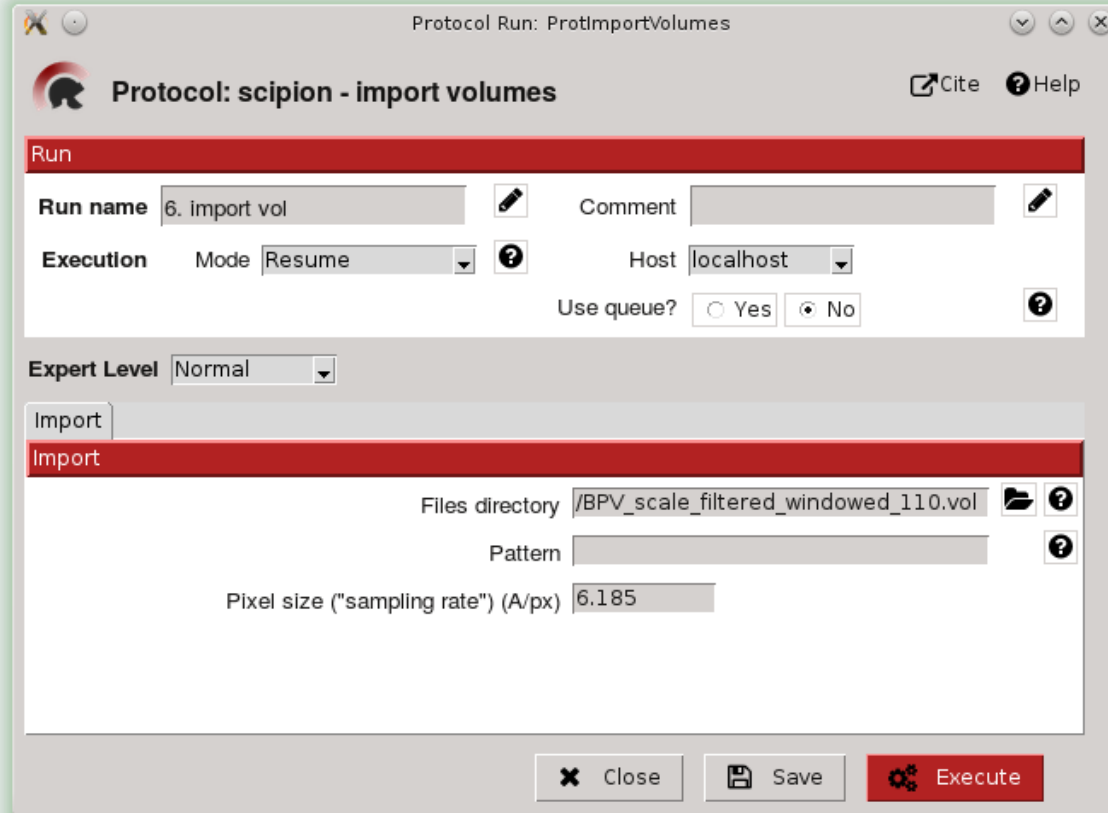 Protocol Run: ProtImportVolumes
Protocol: scipion - import volumes
Cite Help
Run
Run name 6. import vol Comment
Execution Mode Resume Host localhost
Use queue? Yes No
Expert Level Normal
Import
Import
Files directory /BPV_scale_filtered_windowed_110.vol
Pattern
Pixel size ("sampling rate") (A/px) 6.185
Close Save Execute